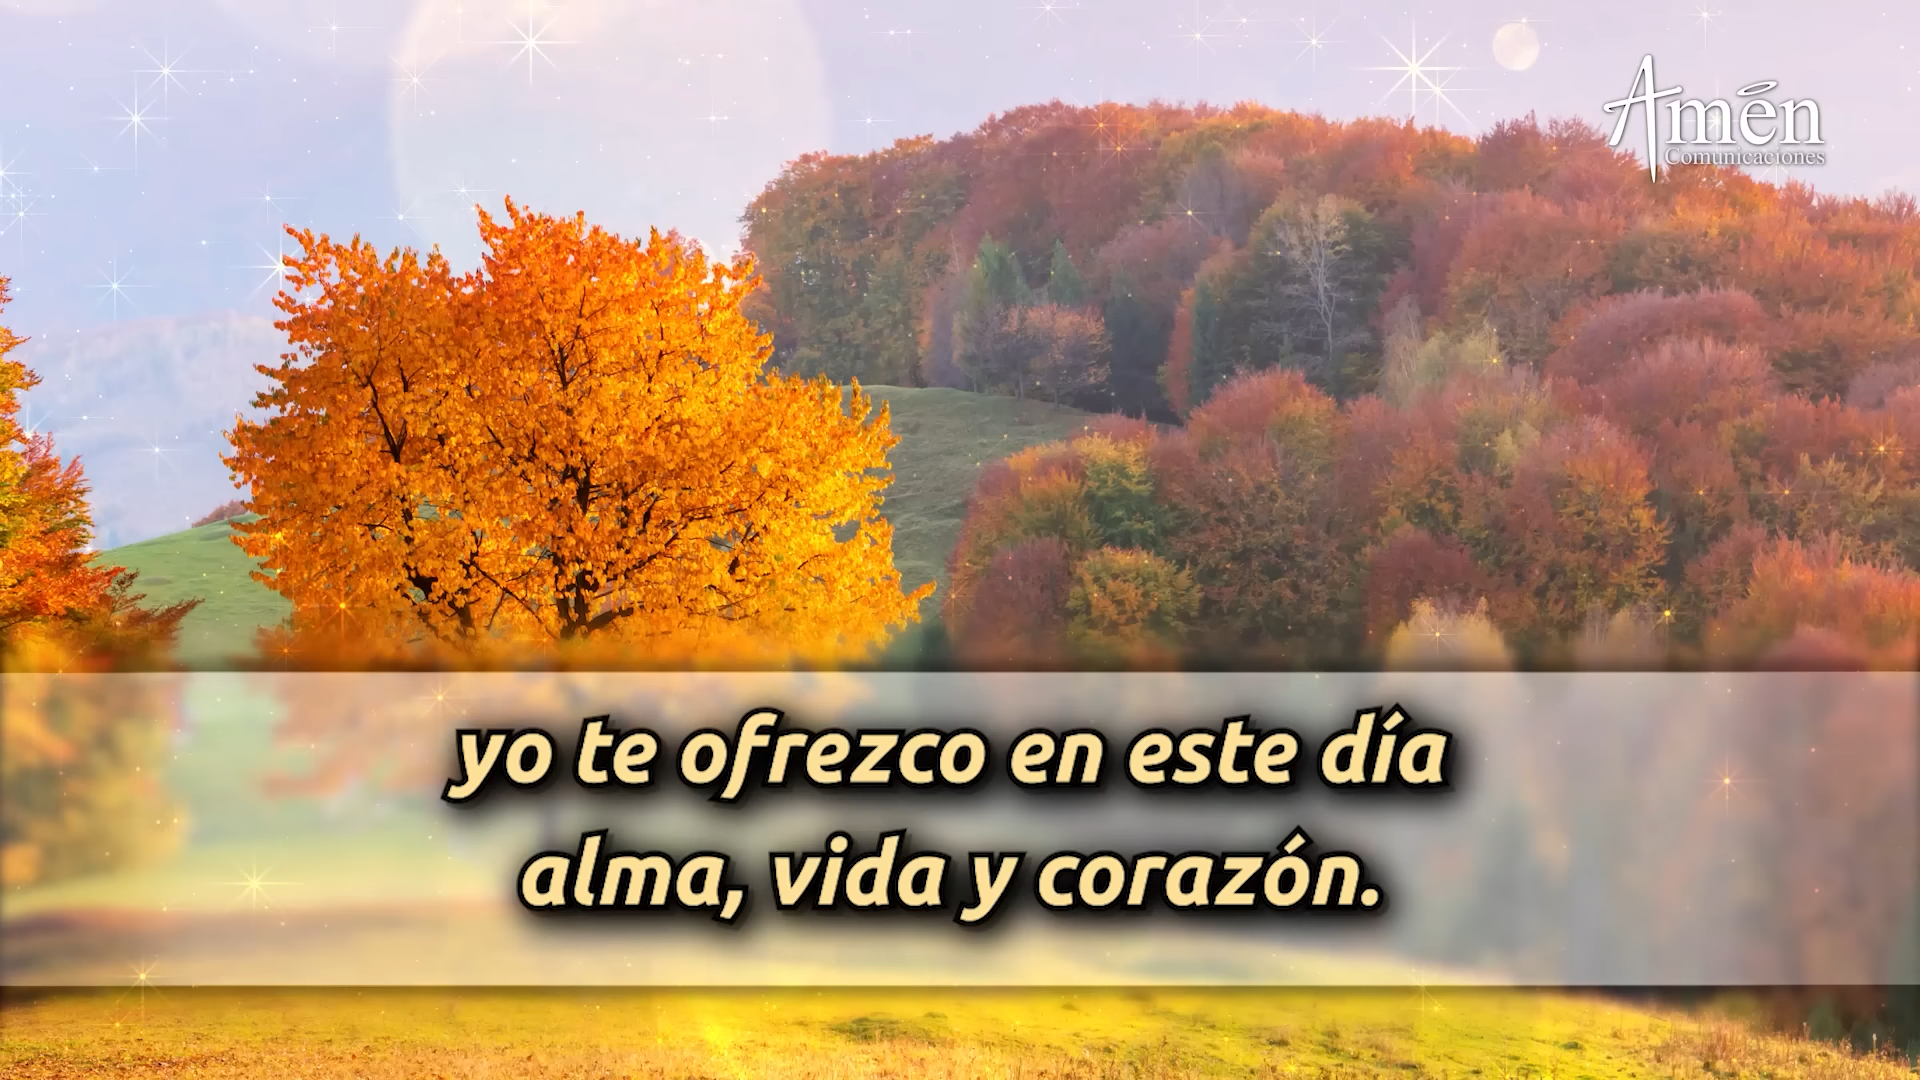 Amén
Comunicaciones
yo te ofrezco en este día
alma, vida y corazón.